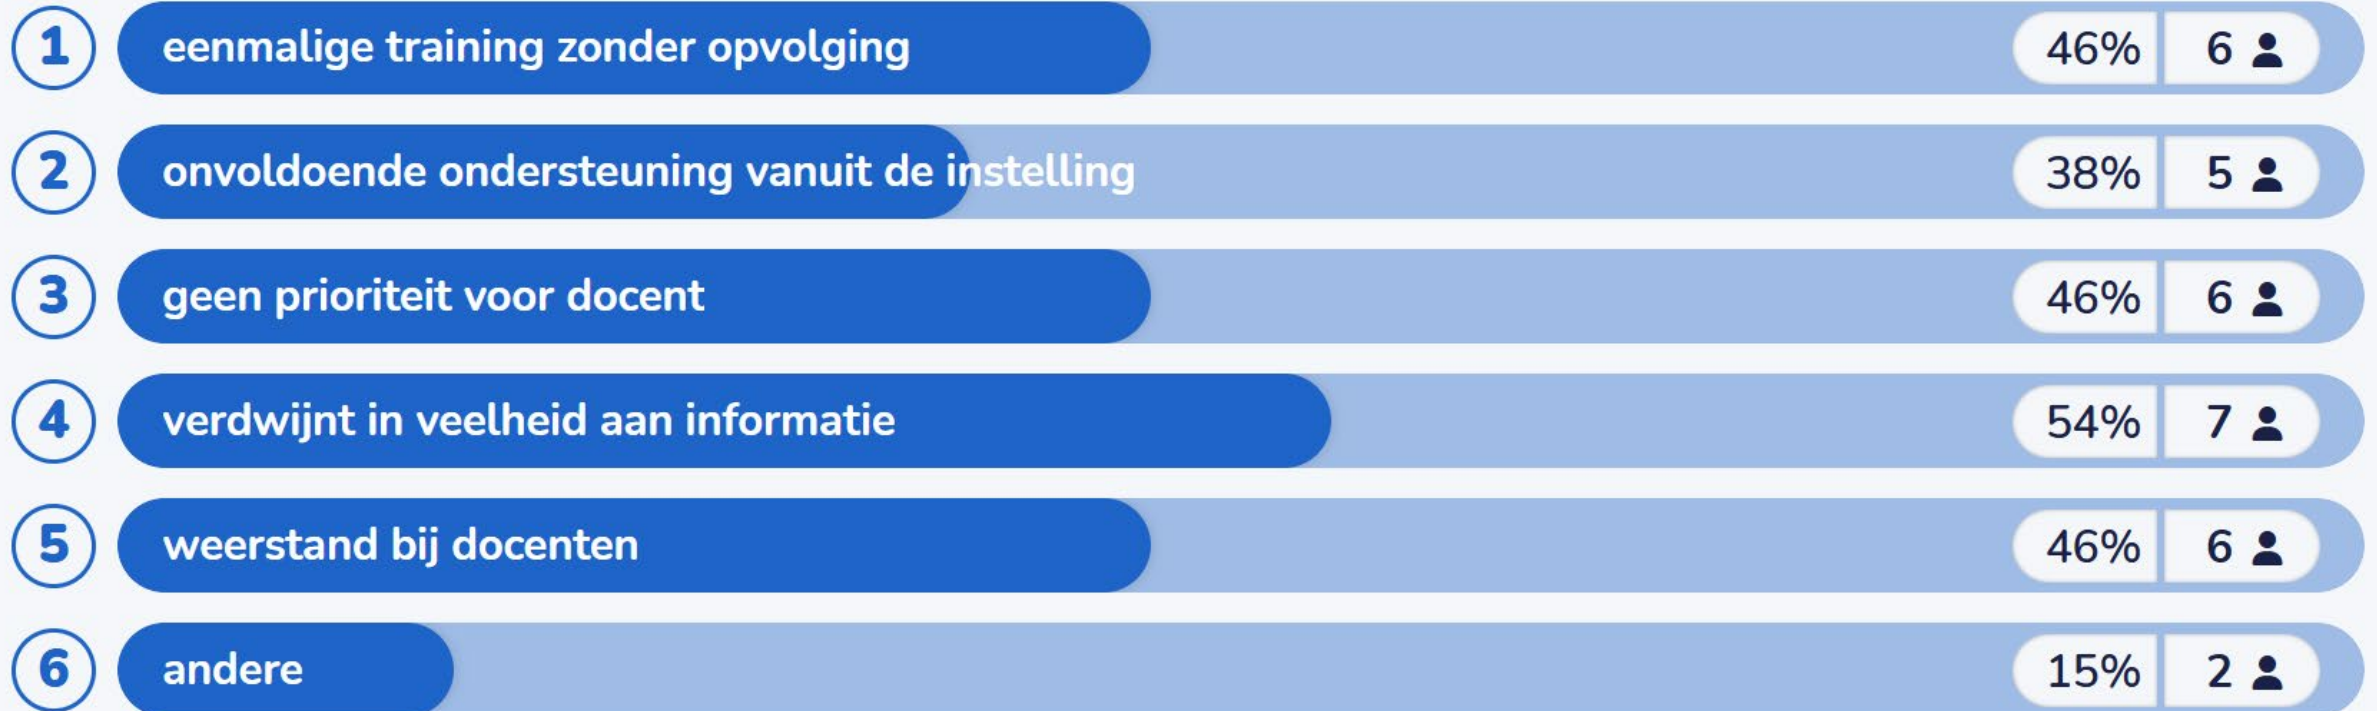 1 eenmalige training zonder opvolging 46% 6
2 onvoldoende ondersteuning vanuit de instelling 38% 5
3 geen prioriteit voor docent 46% 6
4 verdwijnt in veelheid aan informatie 54% 7
5 weerstand bij docenten 46% 6
6 andere 15% 2